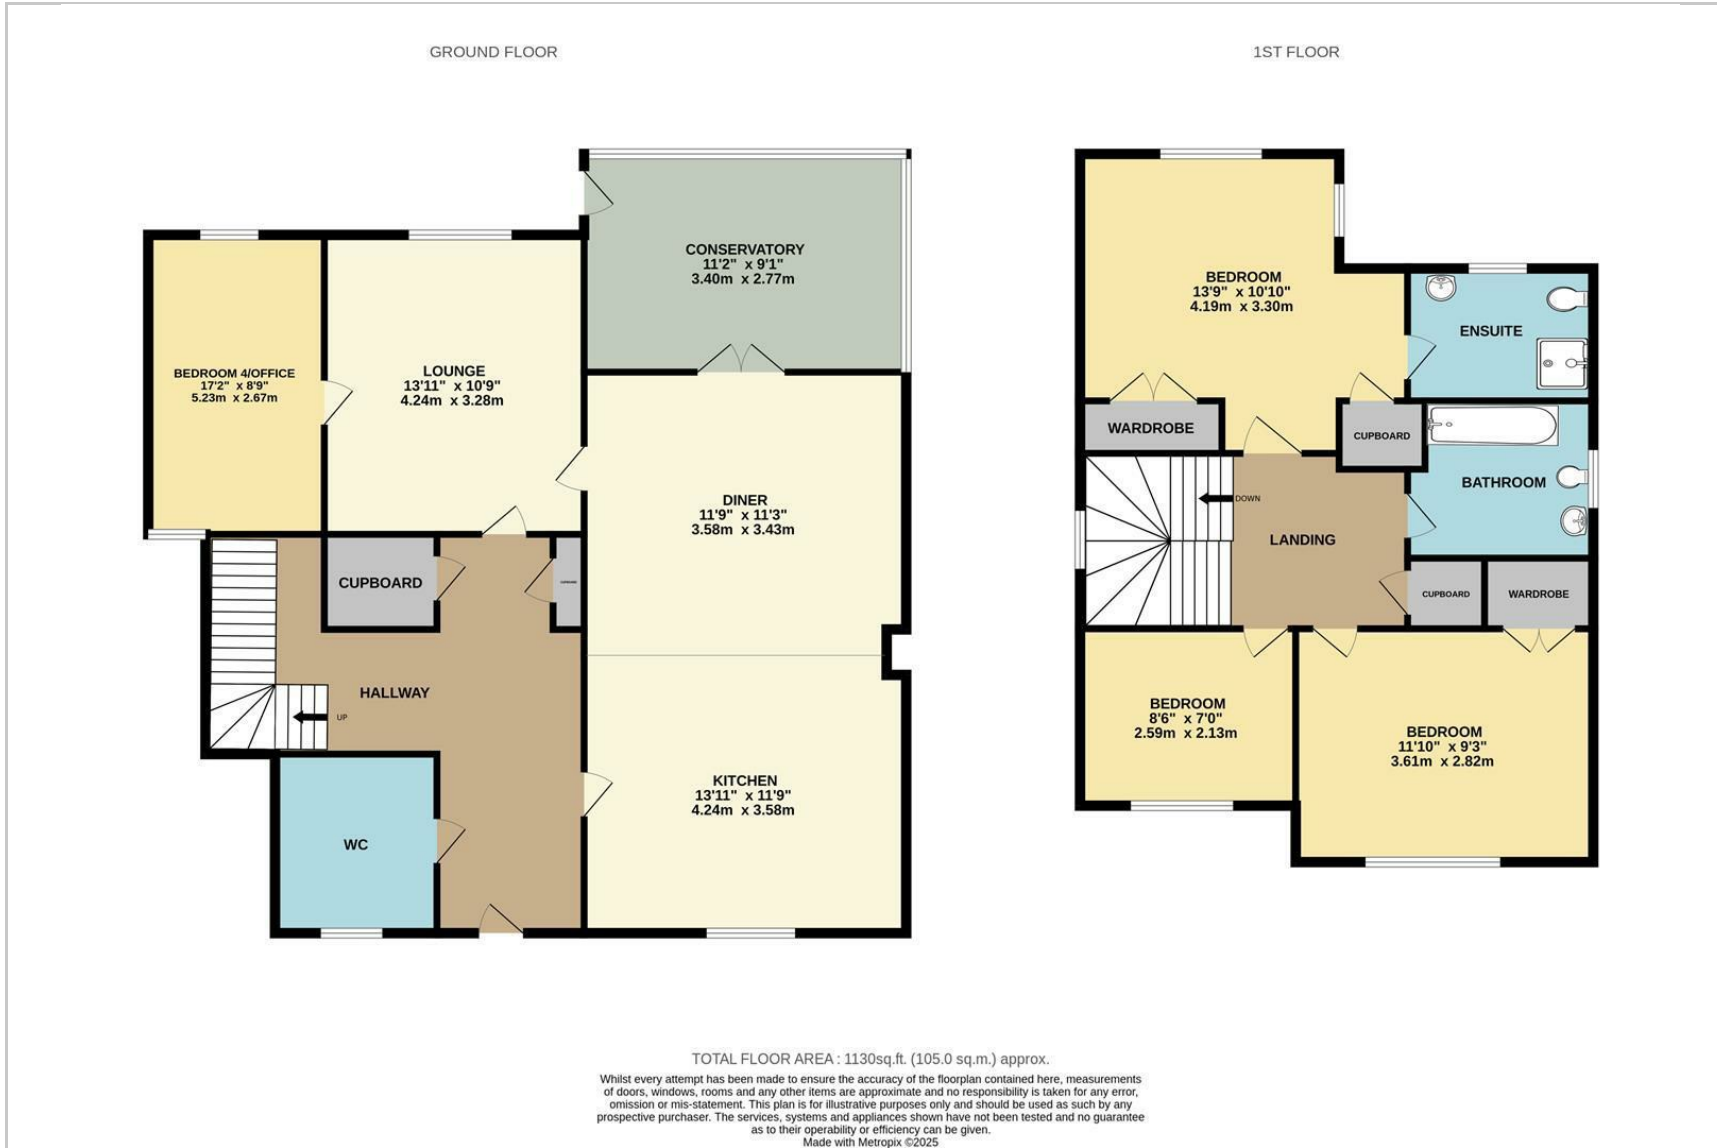 GROUND FLOOR
1ST FLOOR
CONSERVATORY
11'2" x 9'1"
3.40m x 2.77m
BEDROOM 4/OFFICE
17'2" x 8'9"
5.23m x 2.67m
LOUNGE
13'11" x 10'9"
4.24m x 3.28m
DINER
11'9" x 11'3"
3.58m x 3.43m
CUPBOARD
HALLWAY
UP
KITCHEN
13'11" x 11'9"
4.24m x 3.58m
WC
BEDROOM
13'9" x 10'10"
4.19m x 3.30m
ENSUITE
WARDROBE
CUPBOARD
BATHROOM
DOWN
LANDING
CUPBOARD
WARDROBE
BEDROOM
8'6" x 7'0"
2.59m x 2.13m
BEDROOM
11'10" x 9'3"
3.61m x 2.82m
TOTAL FLOOR AREA : 1130sq.ft. (105.0 sq.m.) approx.
Whilst every attempt has been made to ensure the accuracy of the floorplan contained here, measurements
of doors, windows, rooms and any other items are approximate and no responsibility is taken for any error,
omission or mis-statement. This plan is for illustrative purposes only and should be used as such by any
prospective purchaser. The services, systems and appliances shown have not been tested and no guarantee
as to their operability or efficiency can be given.
Made with Metropix ©2025